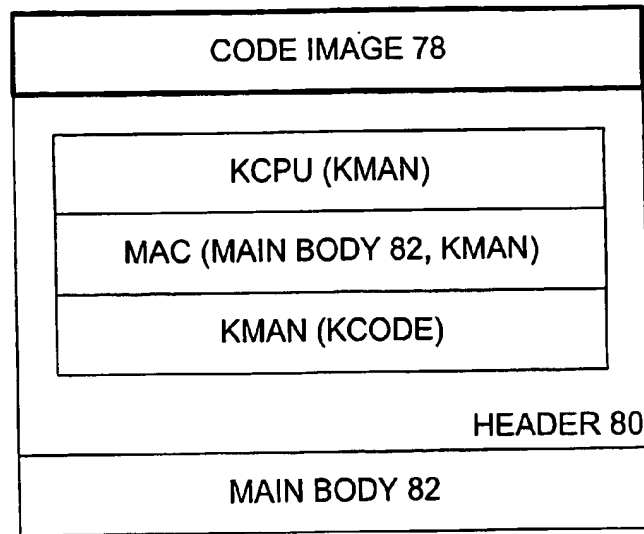 CODE IMAGE 78
KCPU (KMAN)
MAC (MAIN BODY 82, KMAN)
KMAN (KCODE)
HEADER 80
MAIN BODY 82